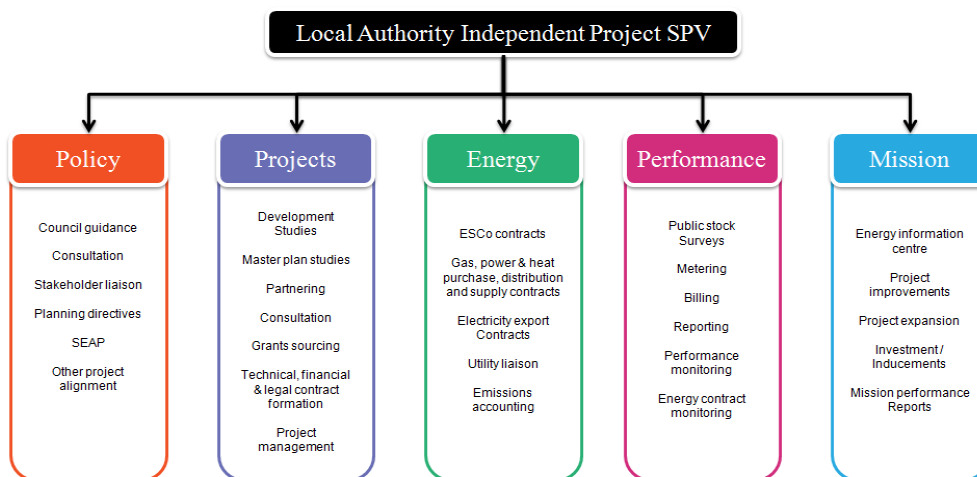 Local Authority Independent Project SPV
Policy
Council guidance
Consultation
Stakeholder liaison
Planning directives
SEAP
Other project
alignment
Projects
Development
Studies
Master plan studies
Partnering
Consultation
Grants sourcing
Technical, financial
& legal contract
formation
Project
management
Energy
ESCo contracts
Gas, power & heat
purchase, distribution
and supply contracts
Electricity export
Contracts
Utility liaison
Emissions
accounting
Performance
Public stock
Surveys
Metering
Billing
Reporting
Performance
monitoring
Energy contract
monitoring
Mission
Energy information
centre
Project
improvements
Project expansion
Investment /
Inducements
Mission performance
Reports